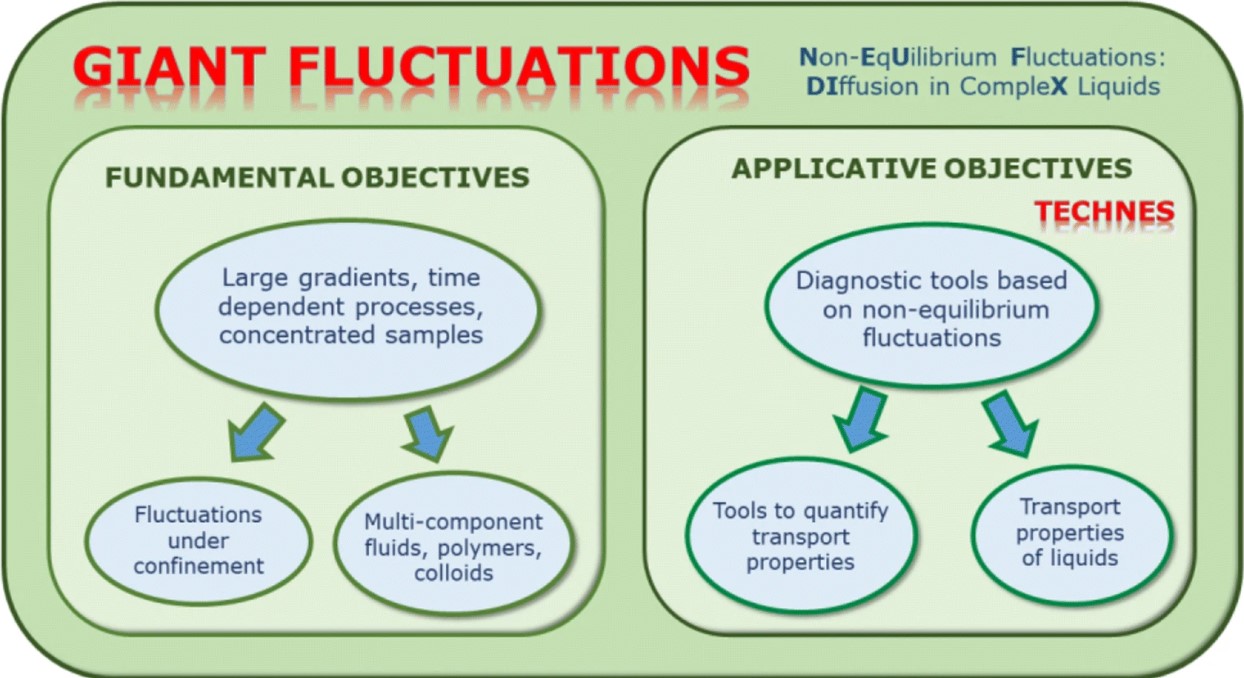 GIANT FLUCTUATIONS
Non-EqUilibrium Fluctuations:
DIffusion in CompleX Liquids
FUNDAMENTAL OBJECTIVES
Large gradients, time
dependent processes,
concentrated samples
Fluctuations
under
confinement
Multi-component
fluids, polymers,
colloids
APPLICATIVE OBJECTIVES
TECHNES
Diagnostic tools based
on non-equilibrium
fluctuations
Tools to quantify
transport
properties
Transport
properties
of liquids